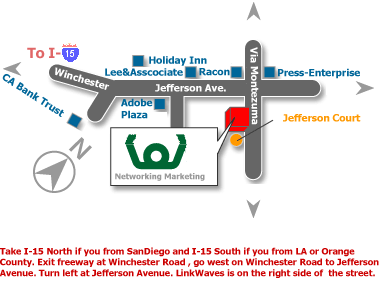 To I-15
Holiday Inn
Winchester
Lee&Asscociate
Racon
Press-Enterprise
Via Montezuma
CA Bank Trust
Jefferson Ave.
Adobe
Plaza
Jefferson Court
N
Networking Marketing
Take I-15 North if you from SanDiego and I-15 South if you from LA or Orange
County. Exit freeway at Winchester Road , go west on Winchester Road to Jefferson
Avenue. Turn left at Jefferson Avenue. LinkWaves is on the right side of the street.